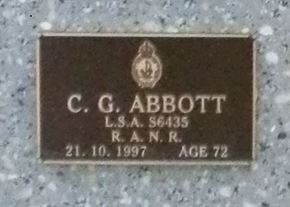 C. G. ABBOTT
L.S.A. S6435
R. A. N. R.
21. 10. 1997 AGE 72